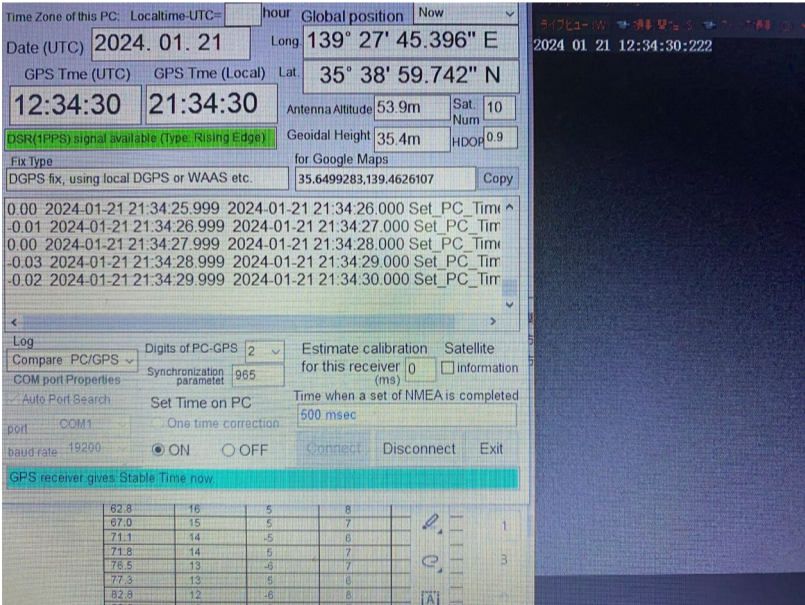 Time Zone of this PC: Localtime-UTC= hour
Global position Now
Date (UTC) 2024. 01. 21
Long. 139° 27' 45.396" E
GPS Tme (UTC) GPS Tme (Local)
Lat. 35° 38' 59.742" N
12:34:30 21:34:30
Antenna Altitude 53.9m Sat. Num 10
DSR(1PPS) signal available (Type: Rising Edge)
Geoidal Height 35.4m HDOP 0.9
Fix Type
for Google Maps
DGPS fix, using local DGPS or WAAS etc.
35.6499283,139.4626107 Copy
0.00 2024-01-21 21:34:25.999 2024-01-21 21:34:26.000 Set_PC_Time
-0.01 2024-01-21 21:34:26.999 2024-01-21 21:34:27.000 Set_PC_Time
0.00 2024-01-21 21:34:27.999 2024-01-21 21:34:28.000 Set_PC_Time
-0.03 2024-01-21 21:34:28.999 2024-01-21 21:34:29.000 Set_PC_Tim
-0.02 2024-01-21 21:34:29.999 2024-01-21 21:34:30.000 Set_PC_Tim
Log
Compare PC/GPS
Digits of PC-GPS 2
Synchronization parametet 965
Estimate calibration for this receiver (ms) 0
Satellite information
COM port Properties
Auto Port Search
port COM1
baud rate 19200
Set Time on PC
One time correction
ON OFF
Time when a set of NMEA is completed
500 msec
Connect Disconnect Exit
GPS receiver gives Stable Time now
62.8 16 5 8
67.0 15 5 7
71.1 14 -5 6
71.8 14 5 7
76.5 13 -6 7
77.3 13 5 6
82.8 12 -6 8
1
3
A
2024 01 21 12:34:30:222